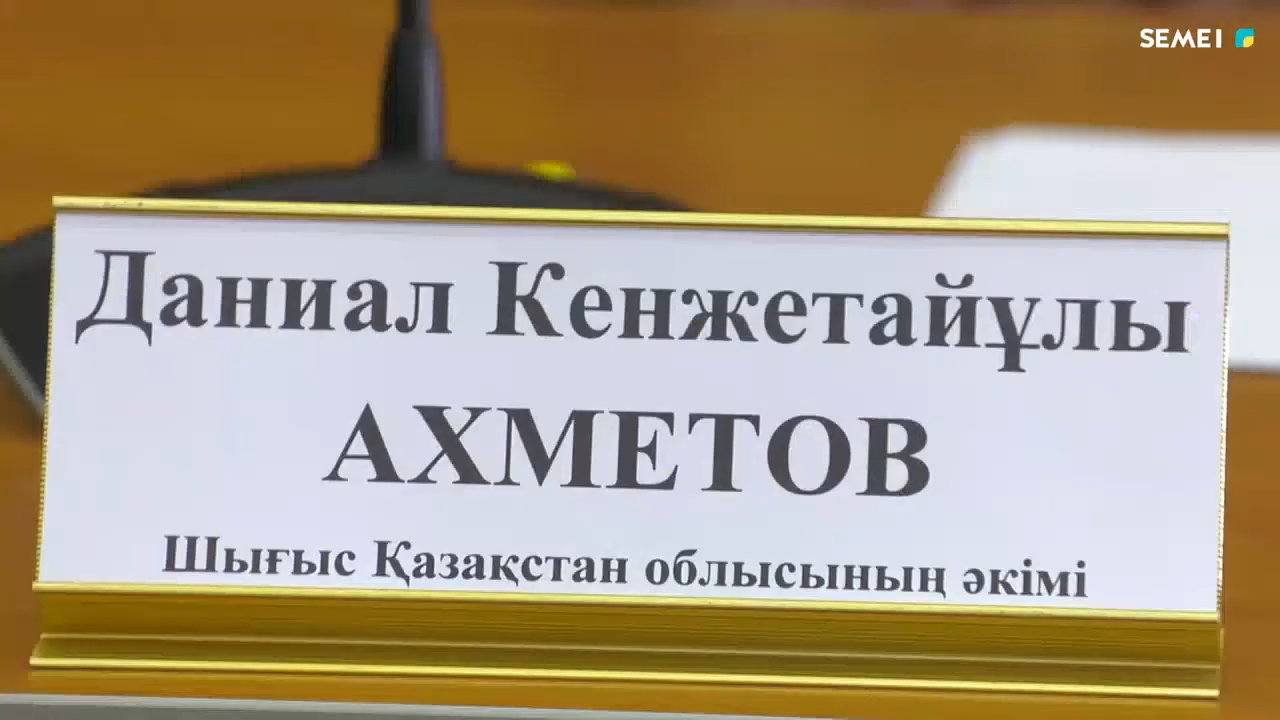 SEMEI
Даниал Кенжетайұлы
АХМЕТОВ
Шығыс Қазақстан облысының әкімі